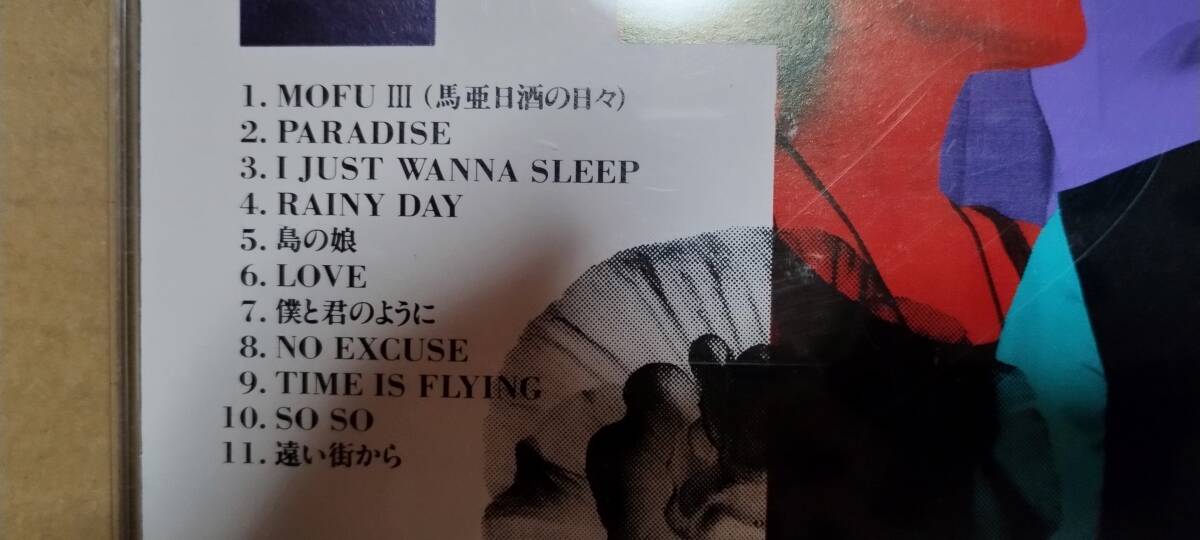 1. MOFU III (馬亜日酒の日々)
2. PARADISE
3. I JUST WANNA SLEEP
4. RAINY DAY
5. 島の娘
6. LOVE
7. 僕と君のように
8. NO EXCUSE
9. TIME IS FLYING
10. SO SO
11. 遠い街から